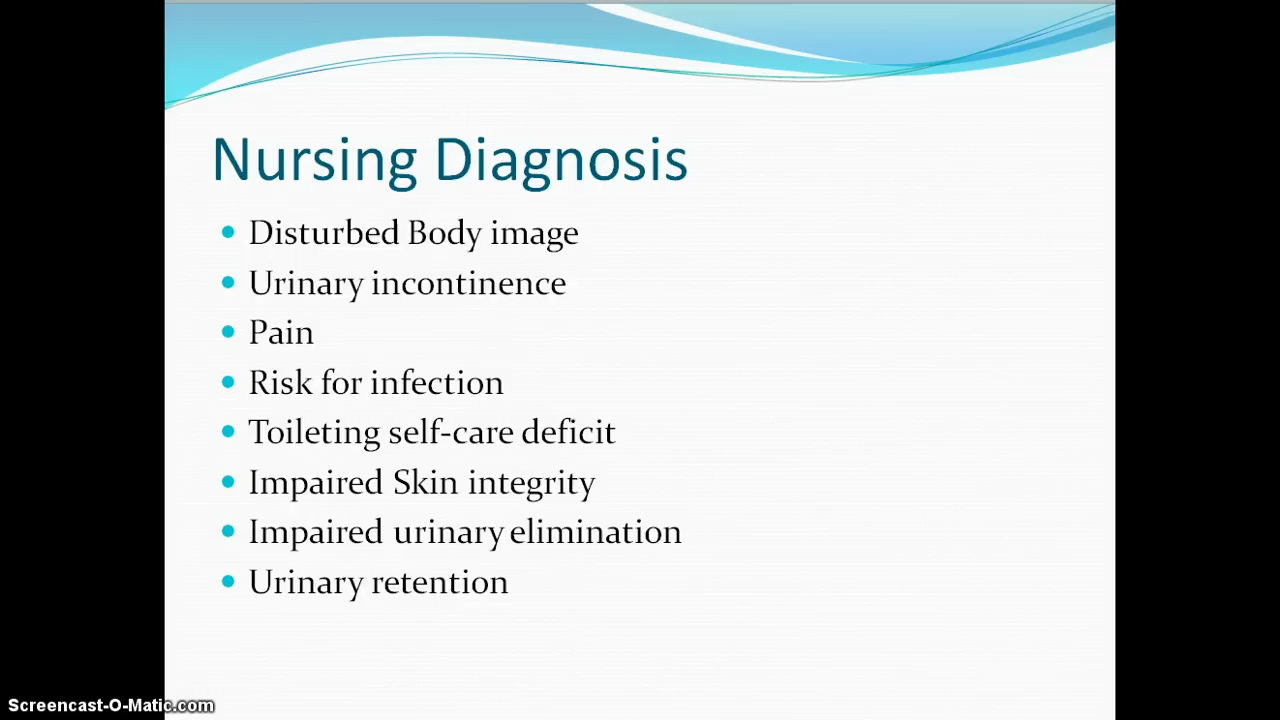 Nursing Diagnosis
Disturbed Body image
Urinary incontinence
Pain
Risk for infection
Toileting self-care deficit
Impaired Skin integrity
Impaired urinary elimination
Urinary retention
Screencast-O-Matic.com